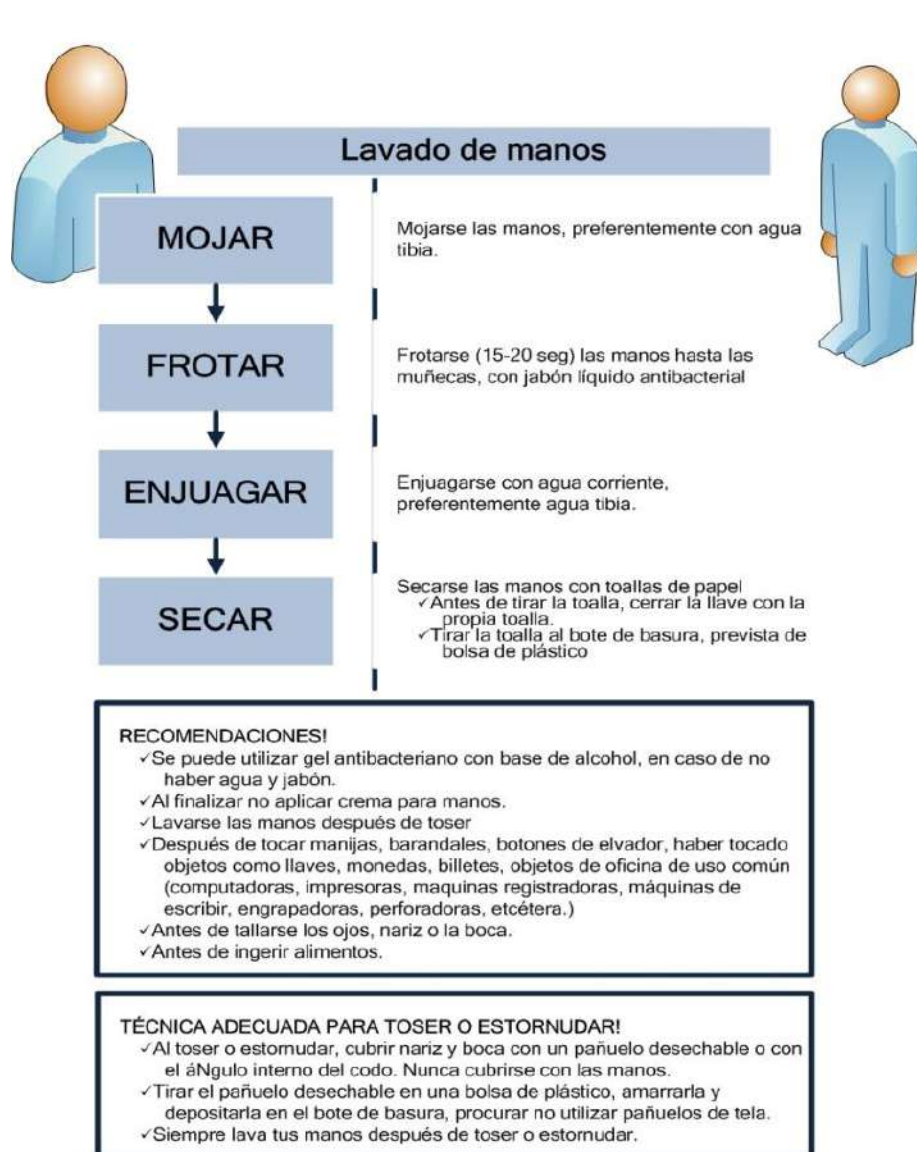 Lavado de manos
MOJAR
Mojarse las manos, preferentemente con agua
tibia.
FROTAR
Frotarse (15-20 seg) las manos hasta las
muñecas, con jabón líquido antibacterial
ENJUAGAR
Enjuagarse con agua corriente,
preferentemente agua tibia.
SECAR
Secarse las manos con toallas de papel
✓Antes de tirar la toalla, cerrar la llave con la
propia toalla.
✓Tirar la toalla al bote de basura, prevista de
bolsa de plástico
RECOMENDACIONES!
✓Se puede utilizar gel antibacteriano con base de alcohol, en caso de no
haber agua y jabón.
✓Al finalizar no aplicar crema para manos.
✓Lavarse las manos después de toser
✓Después de tocar manijas, barandales, botones de elvador, haber tocado
objetos como llaves, monedas, billetes, objetos de oficina de uso común
(computadoras, impresoras, maquinas registradoras, máquinas de
escribir, engrapadoras, perforadoras, etcétera.)
✓Antes de tallarse los ojos, nariz o la boca.
✓Antes de ingerir alimentos.
TÉCNICA ADECUADA PARA TOSER O ESTORNUDAR!
✓Al toser o estornudar, cubrir nariz y boca con un pañuelo desechable o con
el áNgulo interno del codo. Nunca cubrirse con las manos.
✓Tirar el pañuelo desechable en una bolsa de plástico, amarrarla y
depositarla en el bote de basura, procurar no utilizar pañuelos de tela.
✓Siempre lava tus manos después de toser o estornudar.